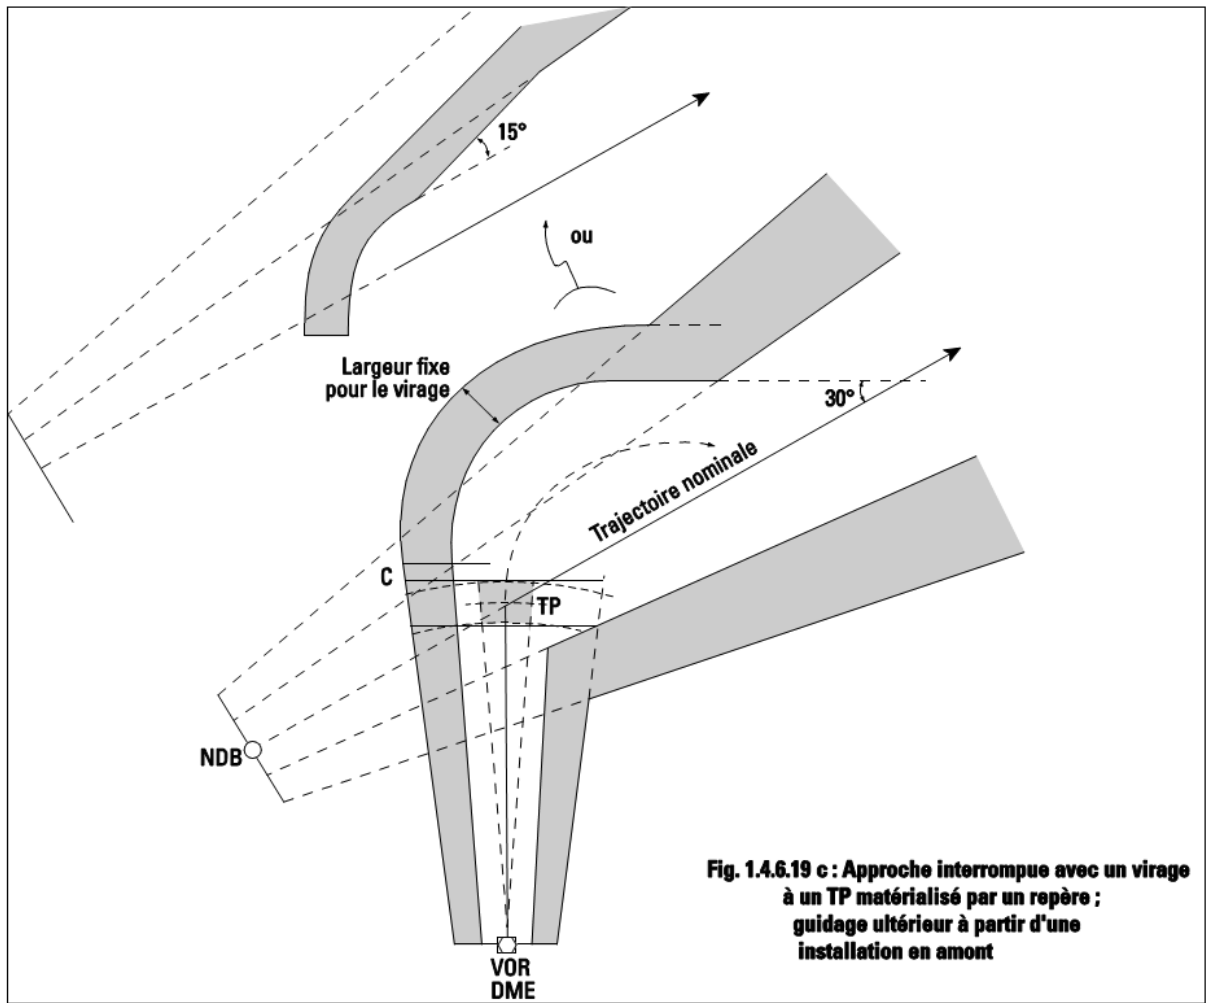 15°
ou
Largeur fixe
pour le virage
30°
Trajectoire nominale
C
TP
NDB
Fig. 1.4.6.19 c : Approche interrompue avec un virage
à un TP matérialisé par un repère ;
guidage ultérieur à partir d'une
installation en amont
VOR
DME